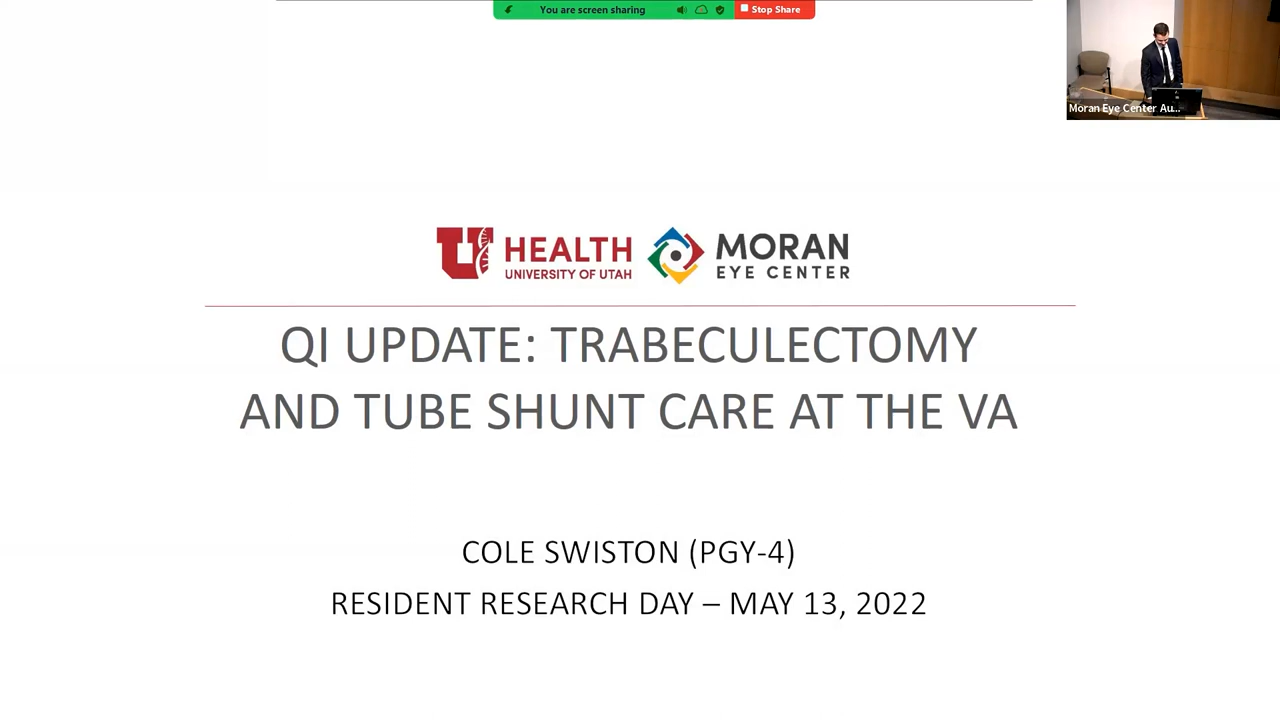 You are screen sharing
Stop Share
Moran Eye Center Au...
U HEALTH
UNIVERSITY OF UTAH
MORAN
EYE CENTER
QI UPDATE: TRABECULECTOMY
AND TUBE SHUNT CARE AT THE VA
COLE SWISTON (PGY-4)
RESIDENT RESEARCH DAY – MAY 13, 2022